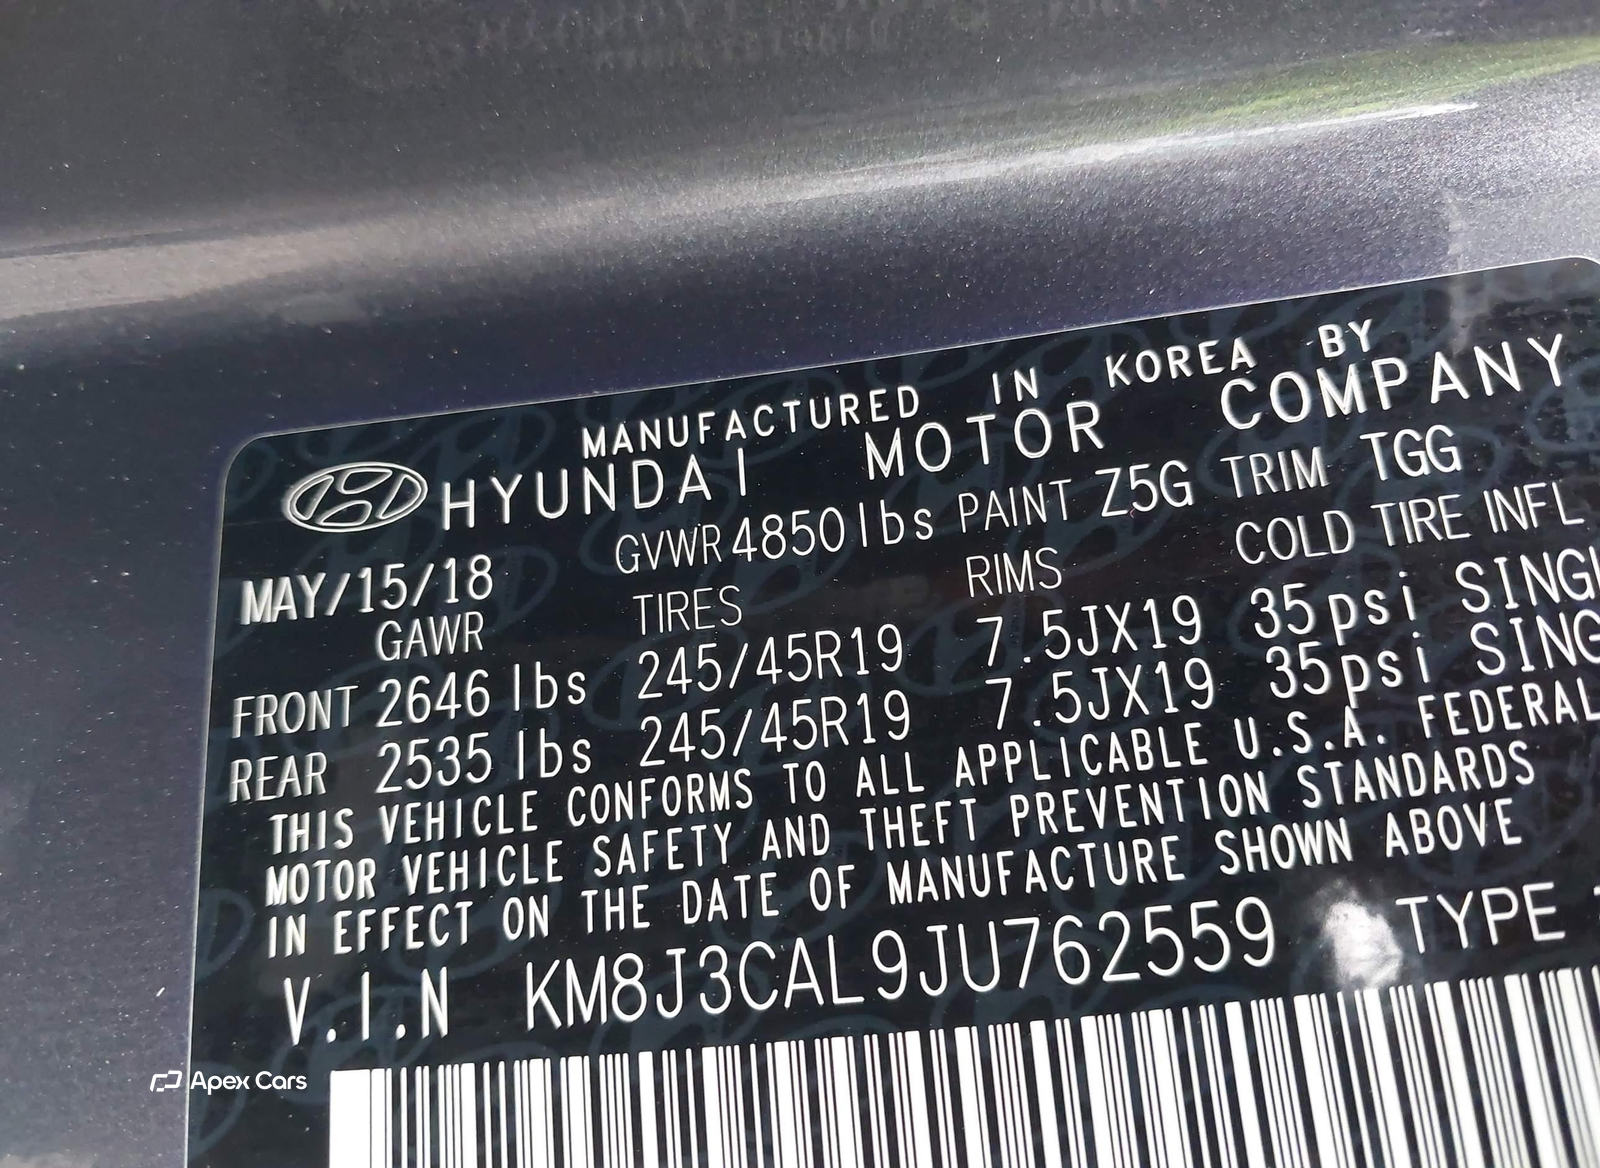 MANUFACTURED IN KOREA BY
HYUNDAI MOTOR COMPANY
MAY/15/18 GVWR 4850 lbs PAINT Z5G TRIM TGG
GAWR TIRES RIMS COLD TIRE INFL
FRONT 2646 lbs 245/45R19 7.5JX19 35psi SINGL
REAR 2535 lbs 245/45R19 7.5JX19 35psi SING
THIS VEHICLE CONFORMS TO ALL APPLICABLE U.S.A. FEDERAL
MOTOR VEHICLE SAFETY AND THEFT PREVENTION STANDARDS
IN EFFECT ON THE DATE OF MANUFACTURE SHOWN ABOVE
V.I.N KM8J3CAL9JU762559 TYPE
Apex Cars